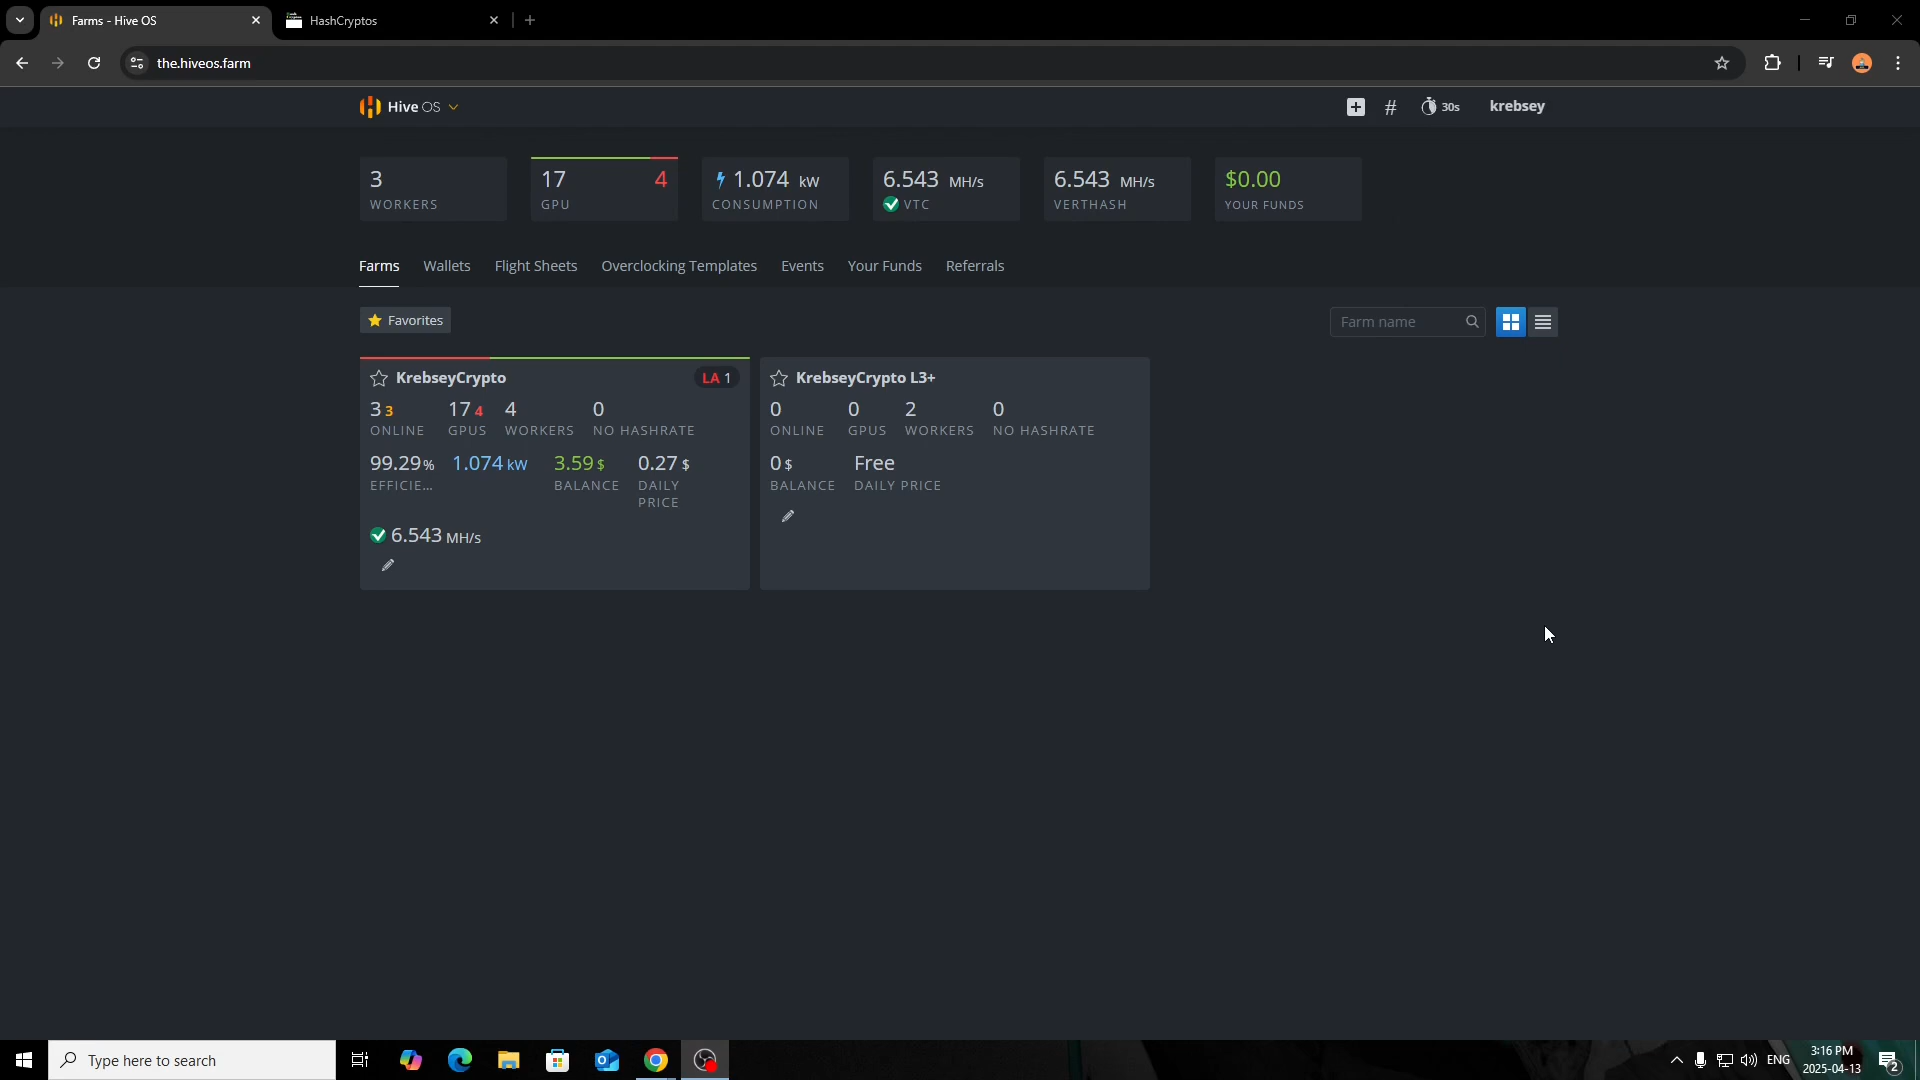 Farms - Hive OS
HashCryptos
the.hiveos.farm
Hive OS
# 30s krebsey
3
WORKERS
17 4
GPU
1.074 kW
CONSUMPTION
6.543 MH/s
VTC
6.543 MH/s
VERTHASH
$0.00
YOUR FUNDS
Farms Wallets Flight Sheets Overclocking Templates Events Your Funds Referrals
Favorites
Farm name
KrebseyCrypto LA 1
3 3 17 4 4 0
ONLINE GPUS WORKERS NO HASHRATE
99.29% 1.074 kW 3.59 $ 0.27 $
EFFICIE... BALANCE DAILY
PRICE
6.543 MH/s
KrebseyCrypto L3+
0 0 2 0
ONLINE GPUS WORKERS NO HASHRATE
0 $ Free
BALANCE DAILY PRICE
Type here to search
ENG
3:16 PM
2025-04-13
2